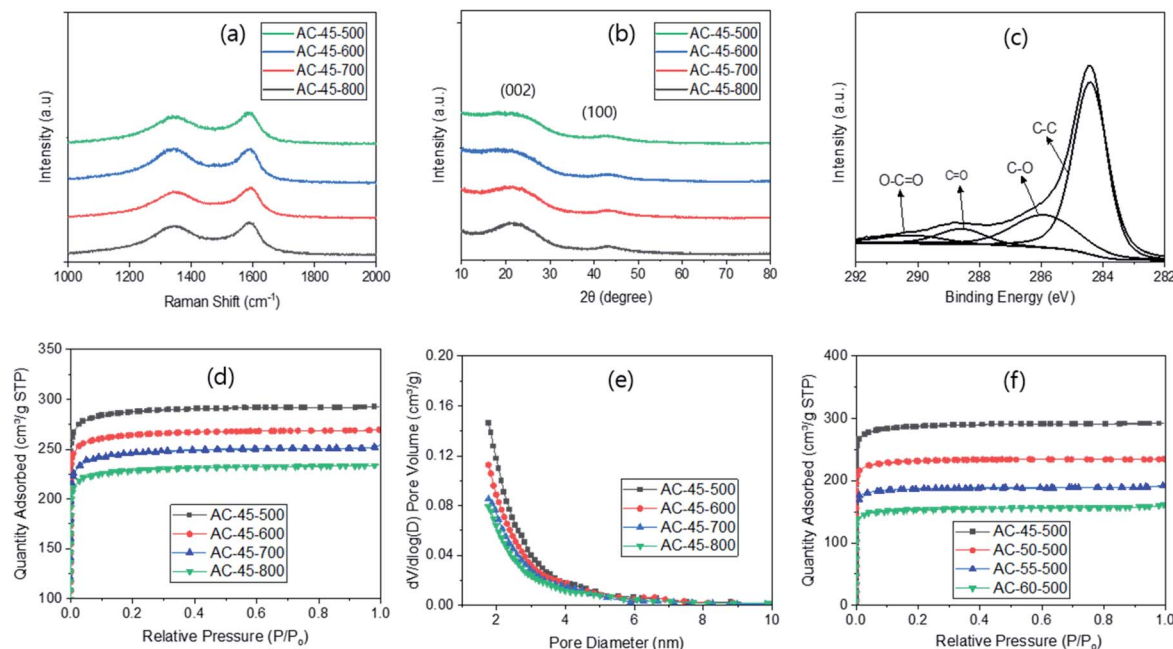 (a)
AC-45-500
AC-45-600
AC-45-700
AC-45-800
Intensity (a.u)
1000 1200 1400 1600 1800 2000
Raman Shift (cm⁻¹)
(b)
AC-45-500
AC-45-600
AC-45-700
AC-45-800
(002)
(100)
Intensity (a.u.)
10 20 30 40 50 60 70 80
2θ (degree)
(c)
C-C
C-O
C=O
O-C=O
Intensity (a.u.)
292 290 288 286 284 282
Binding Energy (eV)
(d)
350
300
250
200
150
100
Quantity Adsorbed (cm³/g STP)
AC-45-500
AC-45-600
AC-45-700
AC-45-800
0.0 0.2 0.4 0.6 0.8 1.0
Relative Pressure (P/Pₒ)
(e)
0.20
0.16
0.12
0.08
0.04
0.00
dV/dlog(D) Pore Volume (cm³/g)
AC-45-500
AC-45-600
AC-45-700
AC-45-800
2 4 6 8 10
Pore Diameter (nm)
(f)
400
300
200
100
0
Quantity Adsorbed (cm³/g STP)
AC-45-500
AC-50-500
AC-55-500
AC-60-500
0.0 0.2 0.4 0.6 0.8 1.0
Relative Pressure (P/Pₒ)